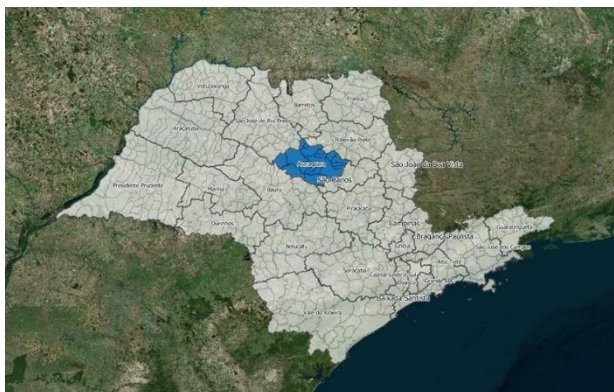 Votuporanga
Barretos
Franca
São José do Rio Preto
Araçatuba
Ribeirão Preto
Araraquara
São João da Boa Vista
São Carlos
Presidente Prudente
Marília
Bauru
Piracicaba
Ourinhos
Campinas
Guaratinguetá
Bragança Paulista
Botucatu
Jundiaí
São José dos Campos
Alto Tietê
Sorocaba
Osasco
Baixada Santista
Vale do Ribeira